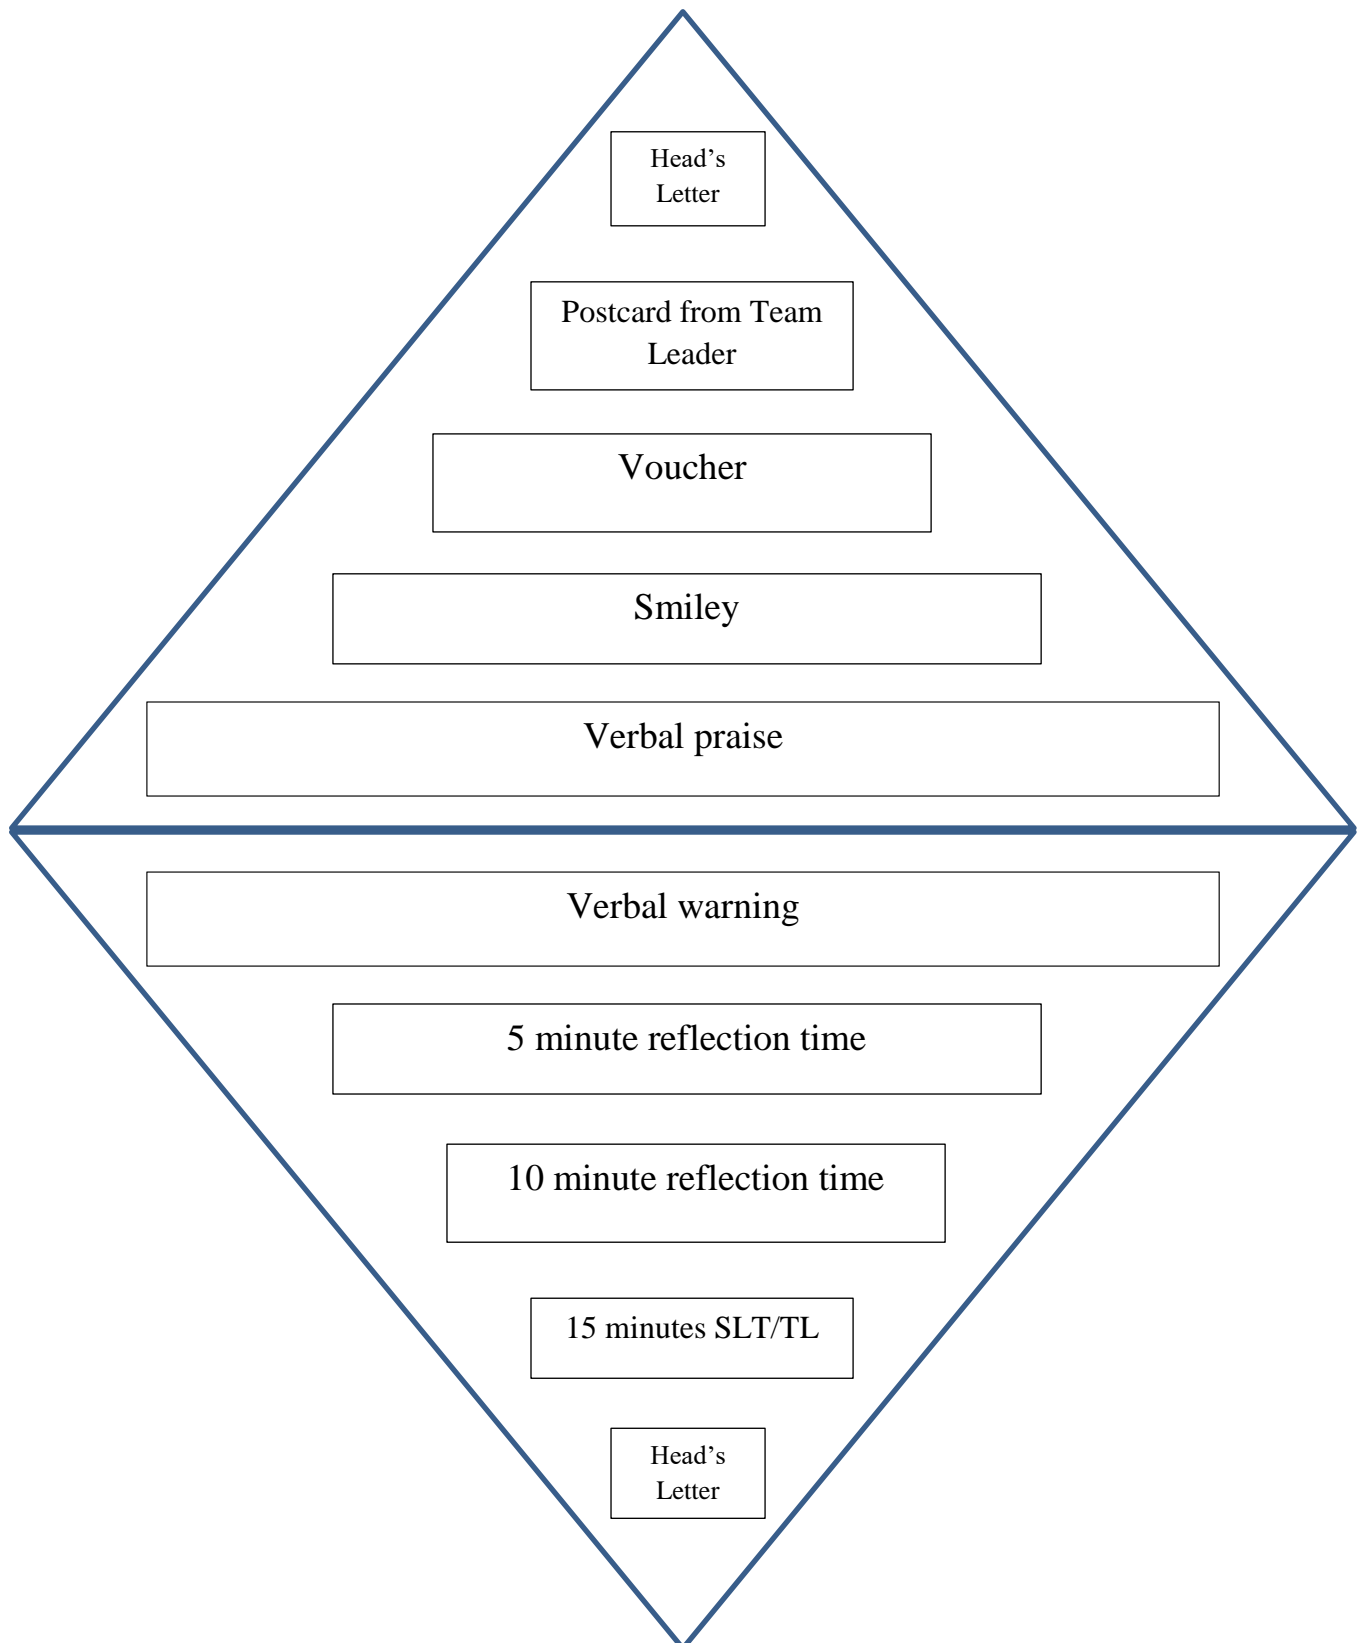 Head’s
Letter
Postcard from Team
Leader
Voucher
Smiley
Verbal praise
Verbal warning
5 minute reflection time
10 minute reflection time
15 minutes SLT/TL
Head’s
Letter